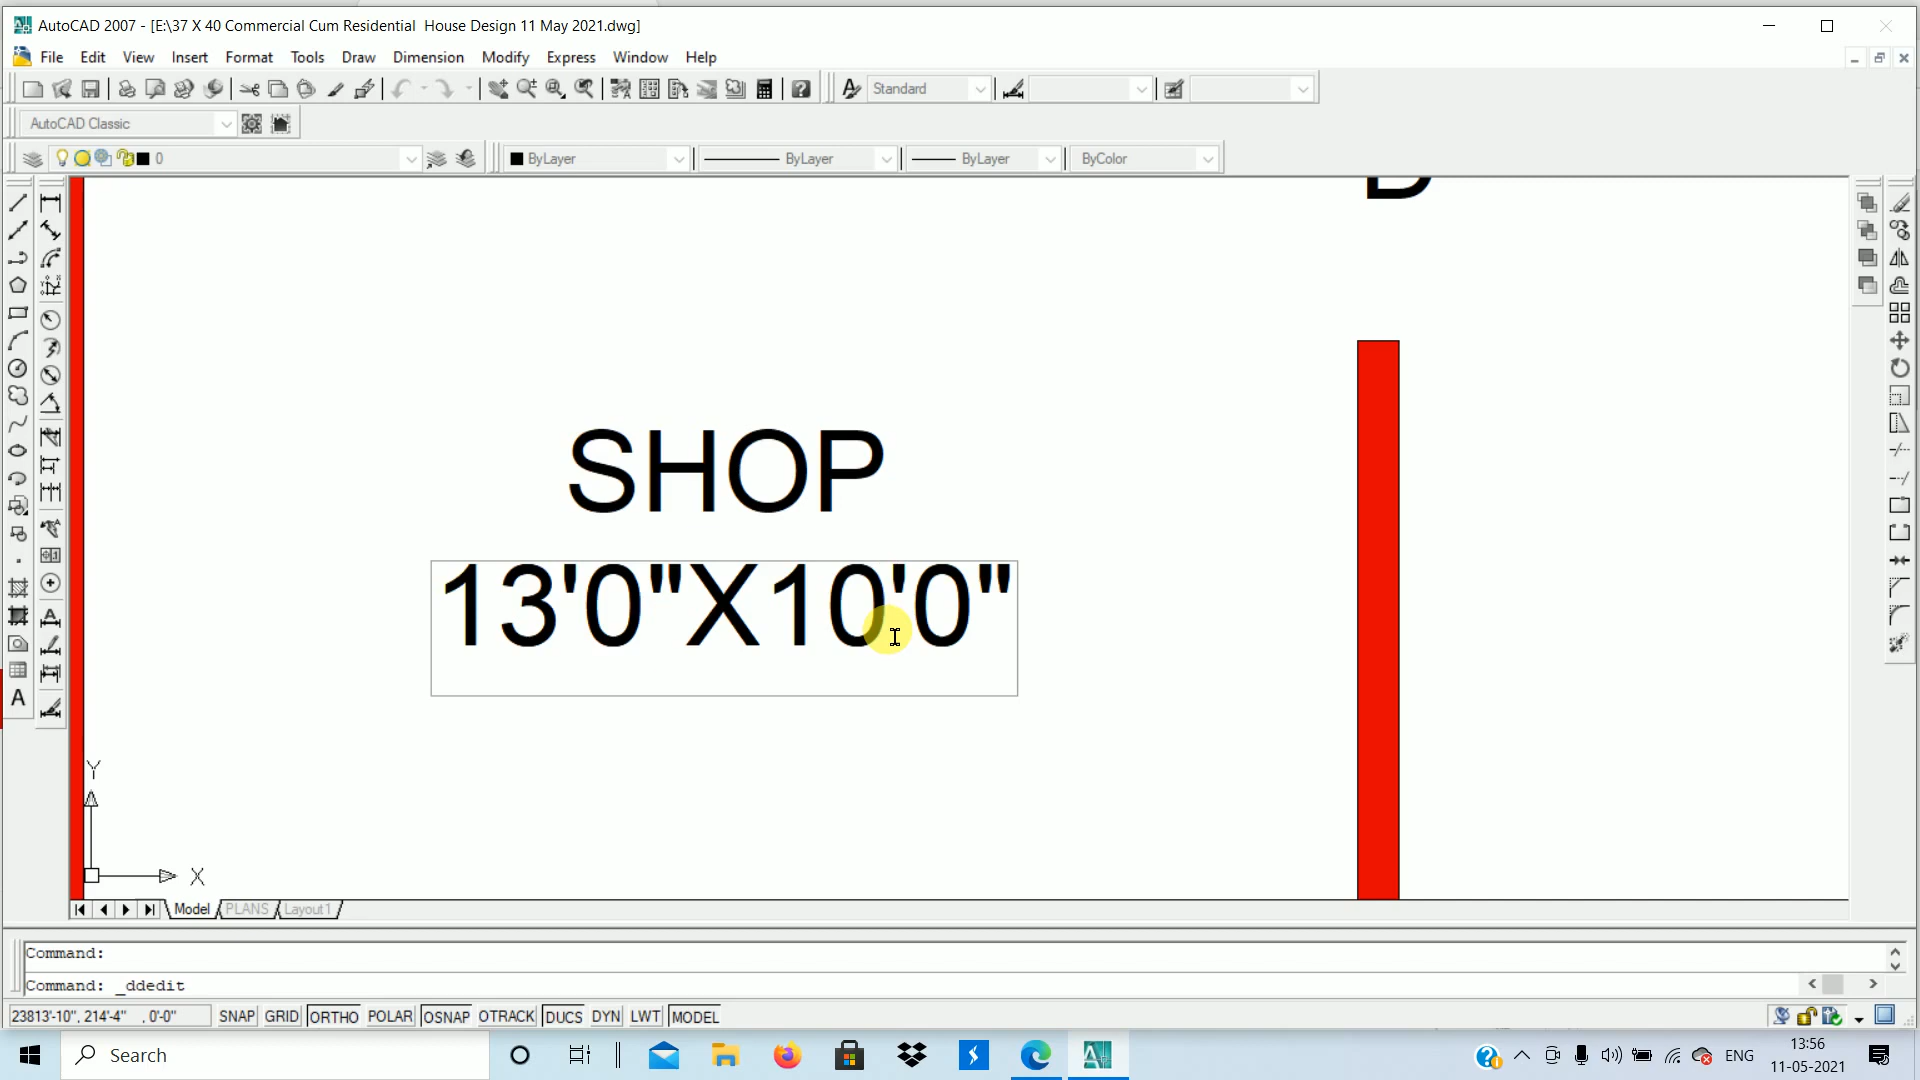 AutoCAD 2007 - [E:\37 X 40 Commercial Cum Residential  House Design 11 May 2021.dwg]
File Edit View Insert Format Tools Draw Dimension Modify Express Window Help
Standard
AutoCAD Classic
0 ByLayer ByLayer ByLayer ByColor
SHOP
13'0"X10'0"
Y
X
Model PLANS Layout1
Command:
Command: _ddedit
23813'-10", 214'-4" , 0'-0" SNAP GRID ORTHO POLAR OSNAP OTRACK DUCS DYN LWT MODEL
Search ENG 13:56
11-05-2021